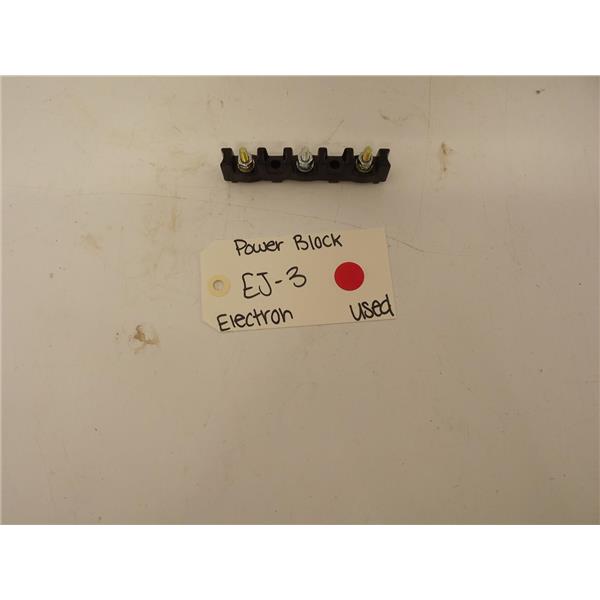 Power Block
EJ-3
Electron
used